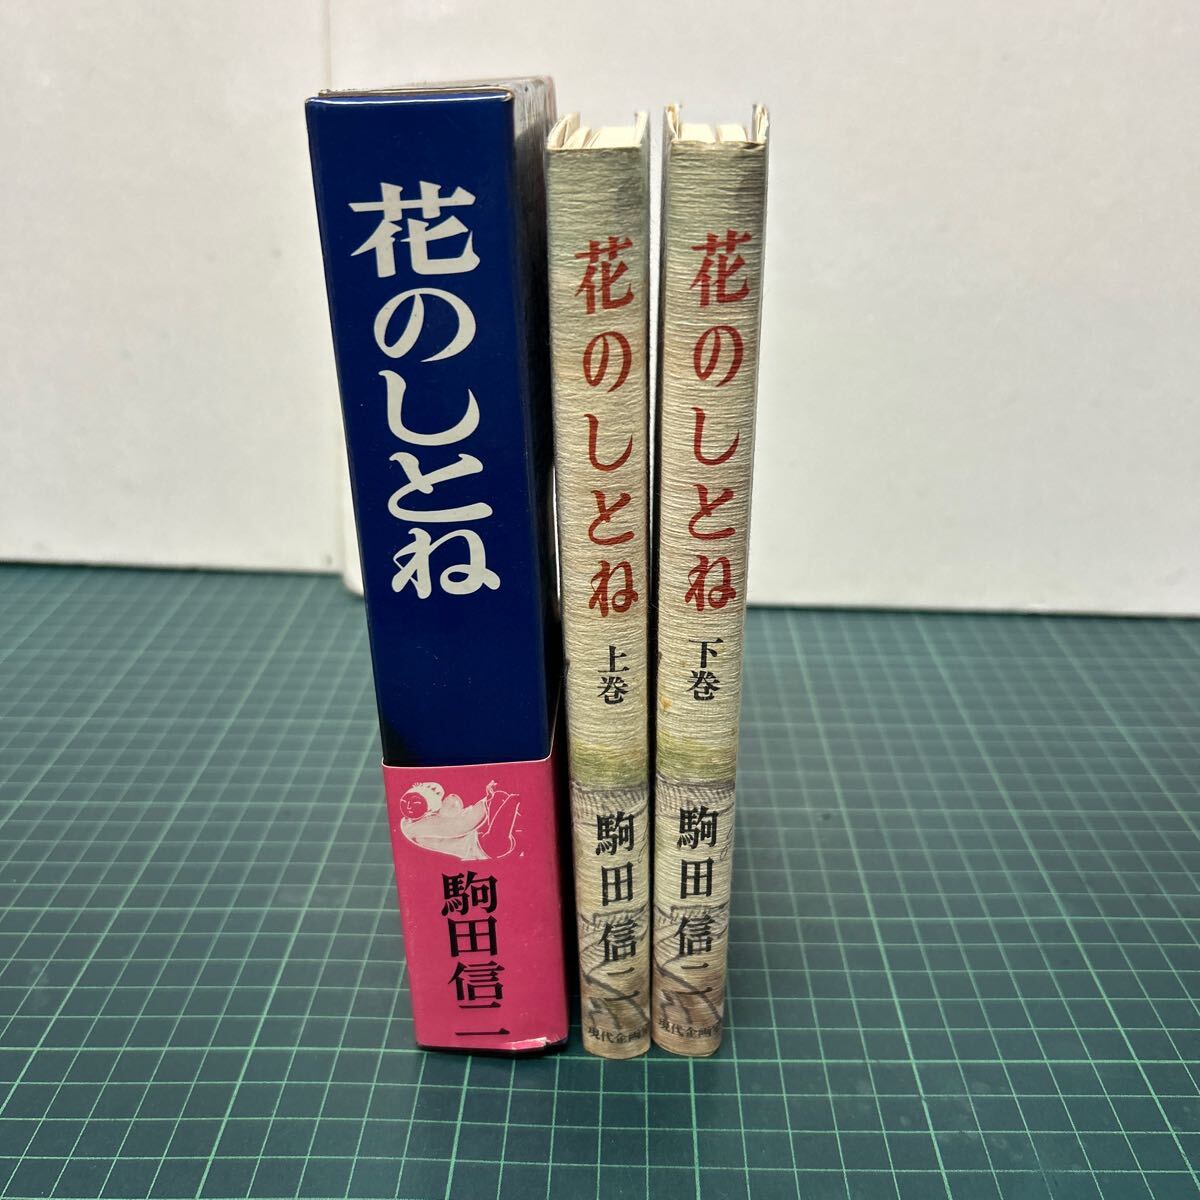 花のしとね
駒田信二
花のしとね
上巻
駒田信二
現代企画
花のしとね
下巻
駒田信二
現代企画